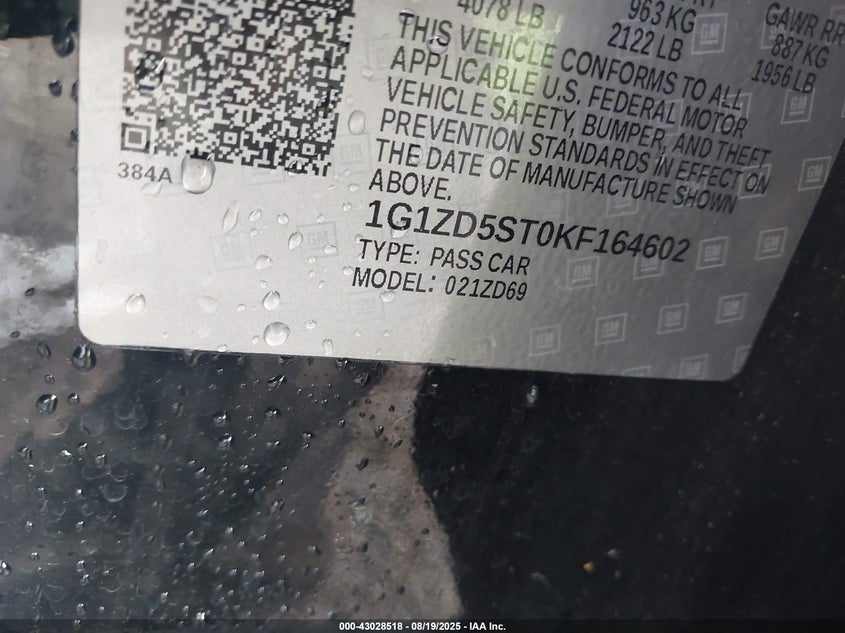 4078 LB
963 KG
2122 LB
GAWR RR
887 KG
1956 LB
THIS VEHICLE CONFORMS TO ALL
APPLICABLE U.S. FEDERAL MOTOR
VEHICLE SAFETY, BUMPER, AND THEFT
PREVENTION STANDARDS IN EFFECT ON
THE DATE OF MANUFACTURE SHOWN
ABOVE.
384A
1G1ZD5ST0KF164602
TYPE: PASS CAR
MODEL: 021ZD69
GM
000-43028518 - 08/19/2025 - IAA Inc.